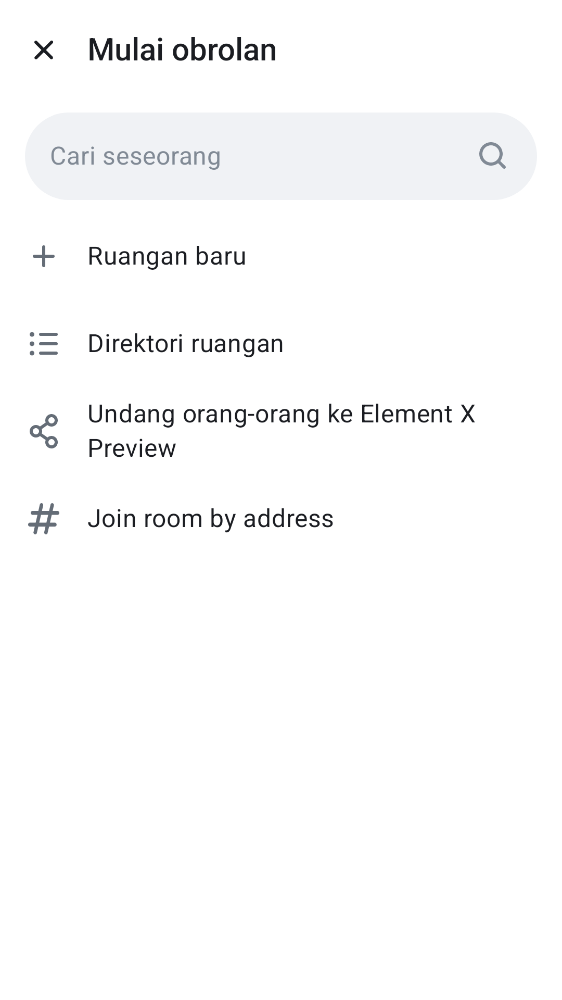 Mulai obrolan
Cari seseorang
Ruangan baru
Direktori ruangan
Undang orang-orang ke Element X
Preview
Join room by address